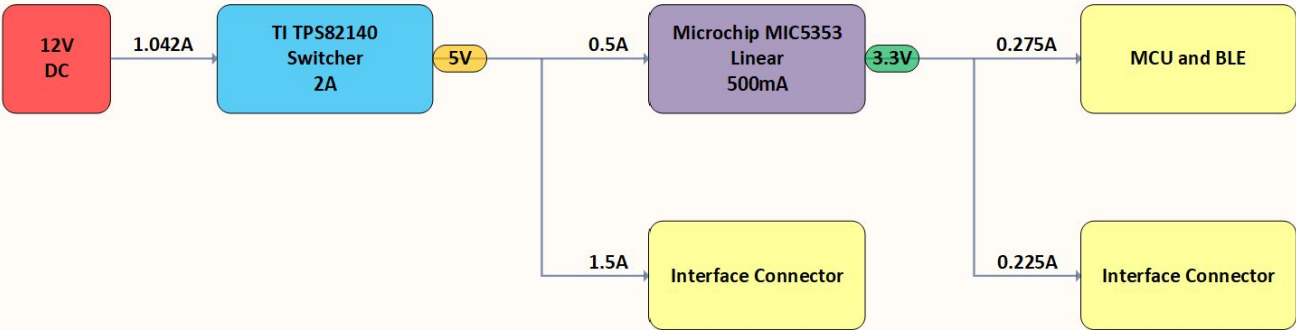 12V
DC
1.042A
TI TPS82140
Switcher
2A
5V
0.5A
Microchip MIC5353
Linear
500mA
3.3V
0.275A
MCU and BLE
1.5A
Interface Connector
0.225A
Interface Connector